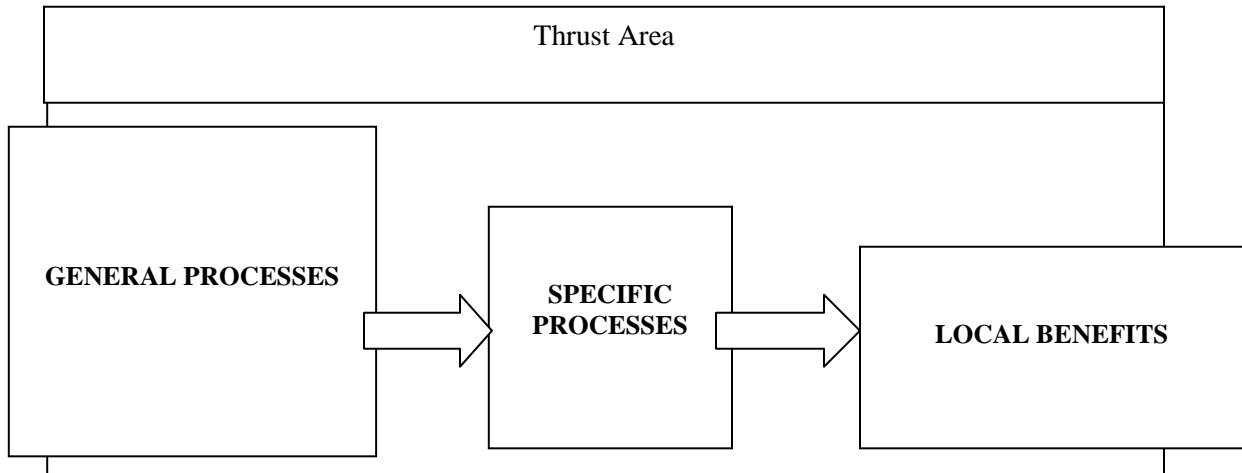 Thrust Area
GENERAL PROCESSES
SPECIFIC
PROCESSES
LOCAL BENEFITS